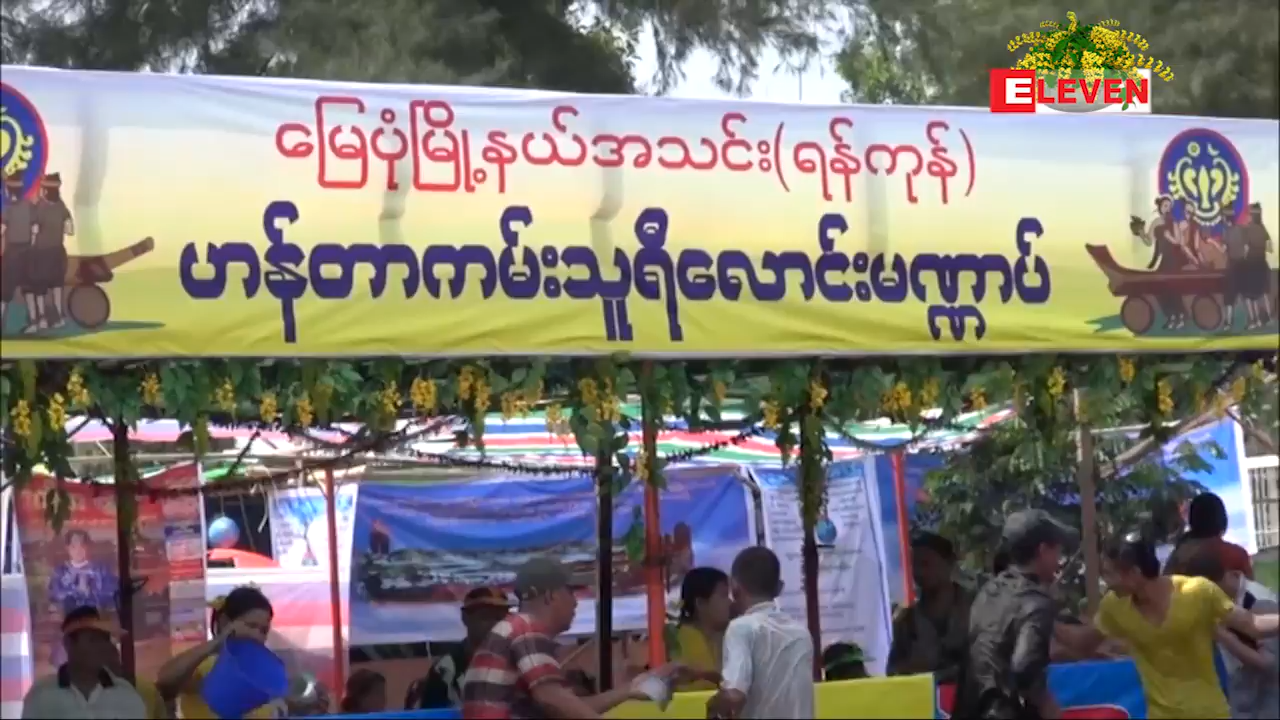 ELEVEN
မြေပုံမြို့နယ်အသင်း(ရန်ကုန်)
ဟန်တာကမ်းသူရီလောင်းမဏ္ဍာပ်